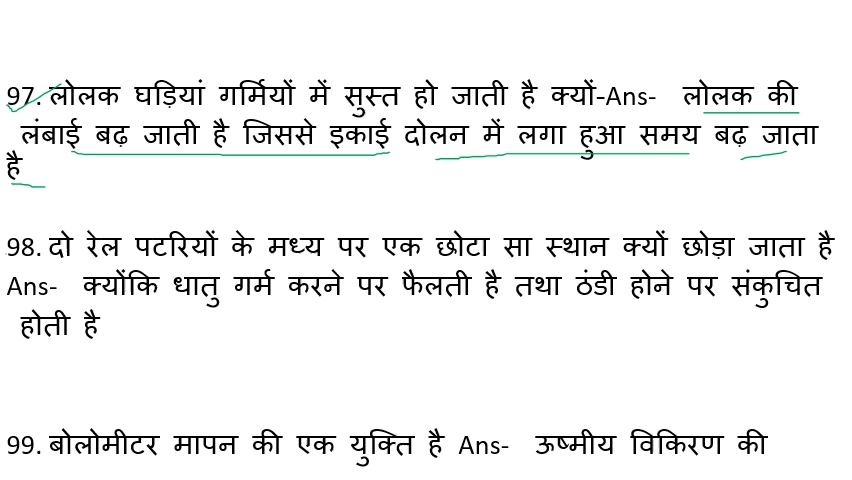 97. लोलक घड़ियां गर्मियों में सुस्त हो जाती है क्यों-Ans- लोलक की
लंबाई बढ़ जाती है जिससे इकाई दोलन में लगा हुआ समय बढ़ जाता
है
98. दो रेल पटरियों के मध्य पर एक छोटा सा स्थान क्यों छोड़ा जाता है
Ans- क्योंकि धातु गर्म करने पर फैलती है तथा ठंडी होने पर संकुचित
होती है
99. बोलोमीटर मापन की एक युक्ति है Ans- ऊष्मीय विकिरण की